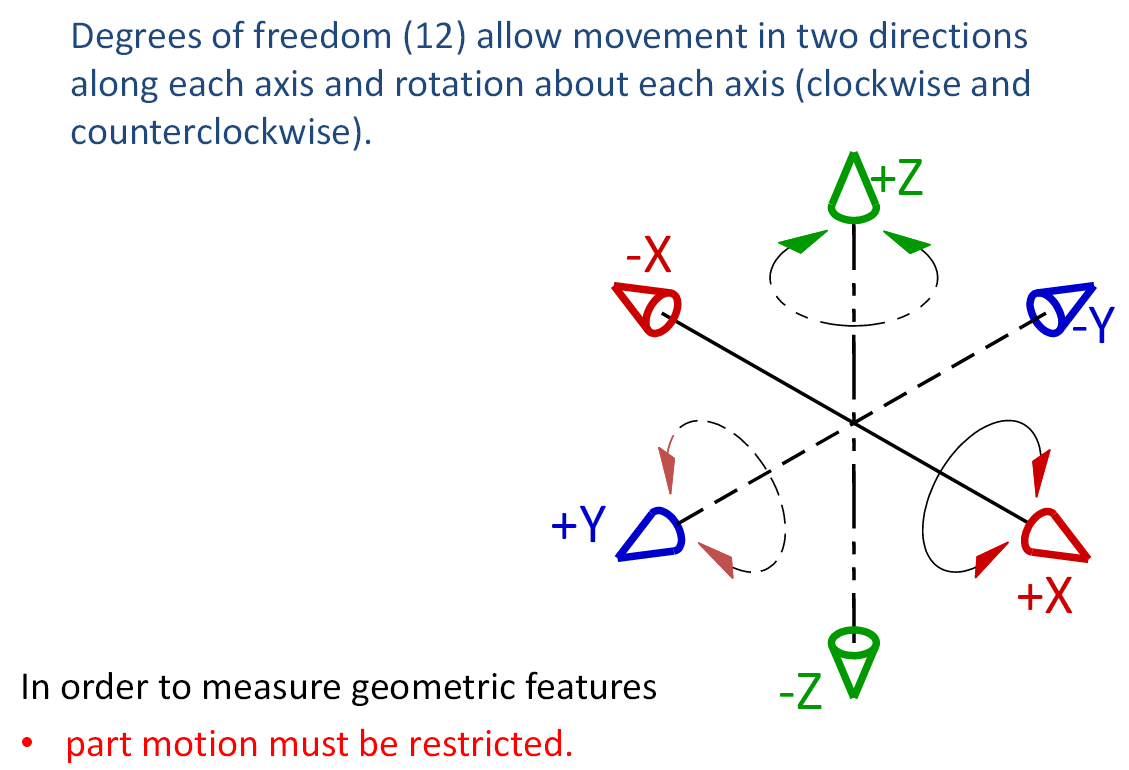 Degrees of freedom (12) allow movement in two directions
along each axis and rotation about each axis (clockwise and
counterclockwise).
+Z
-X
-Y
+Y
+X
-Z
In order to measure geometric features
• part motion must be restricted.